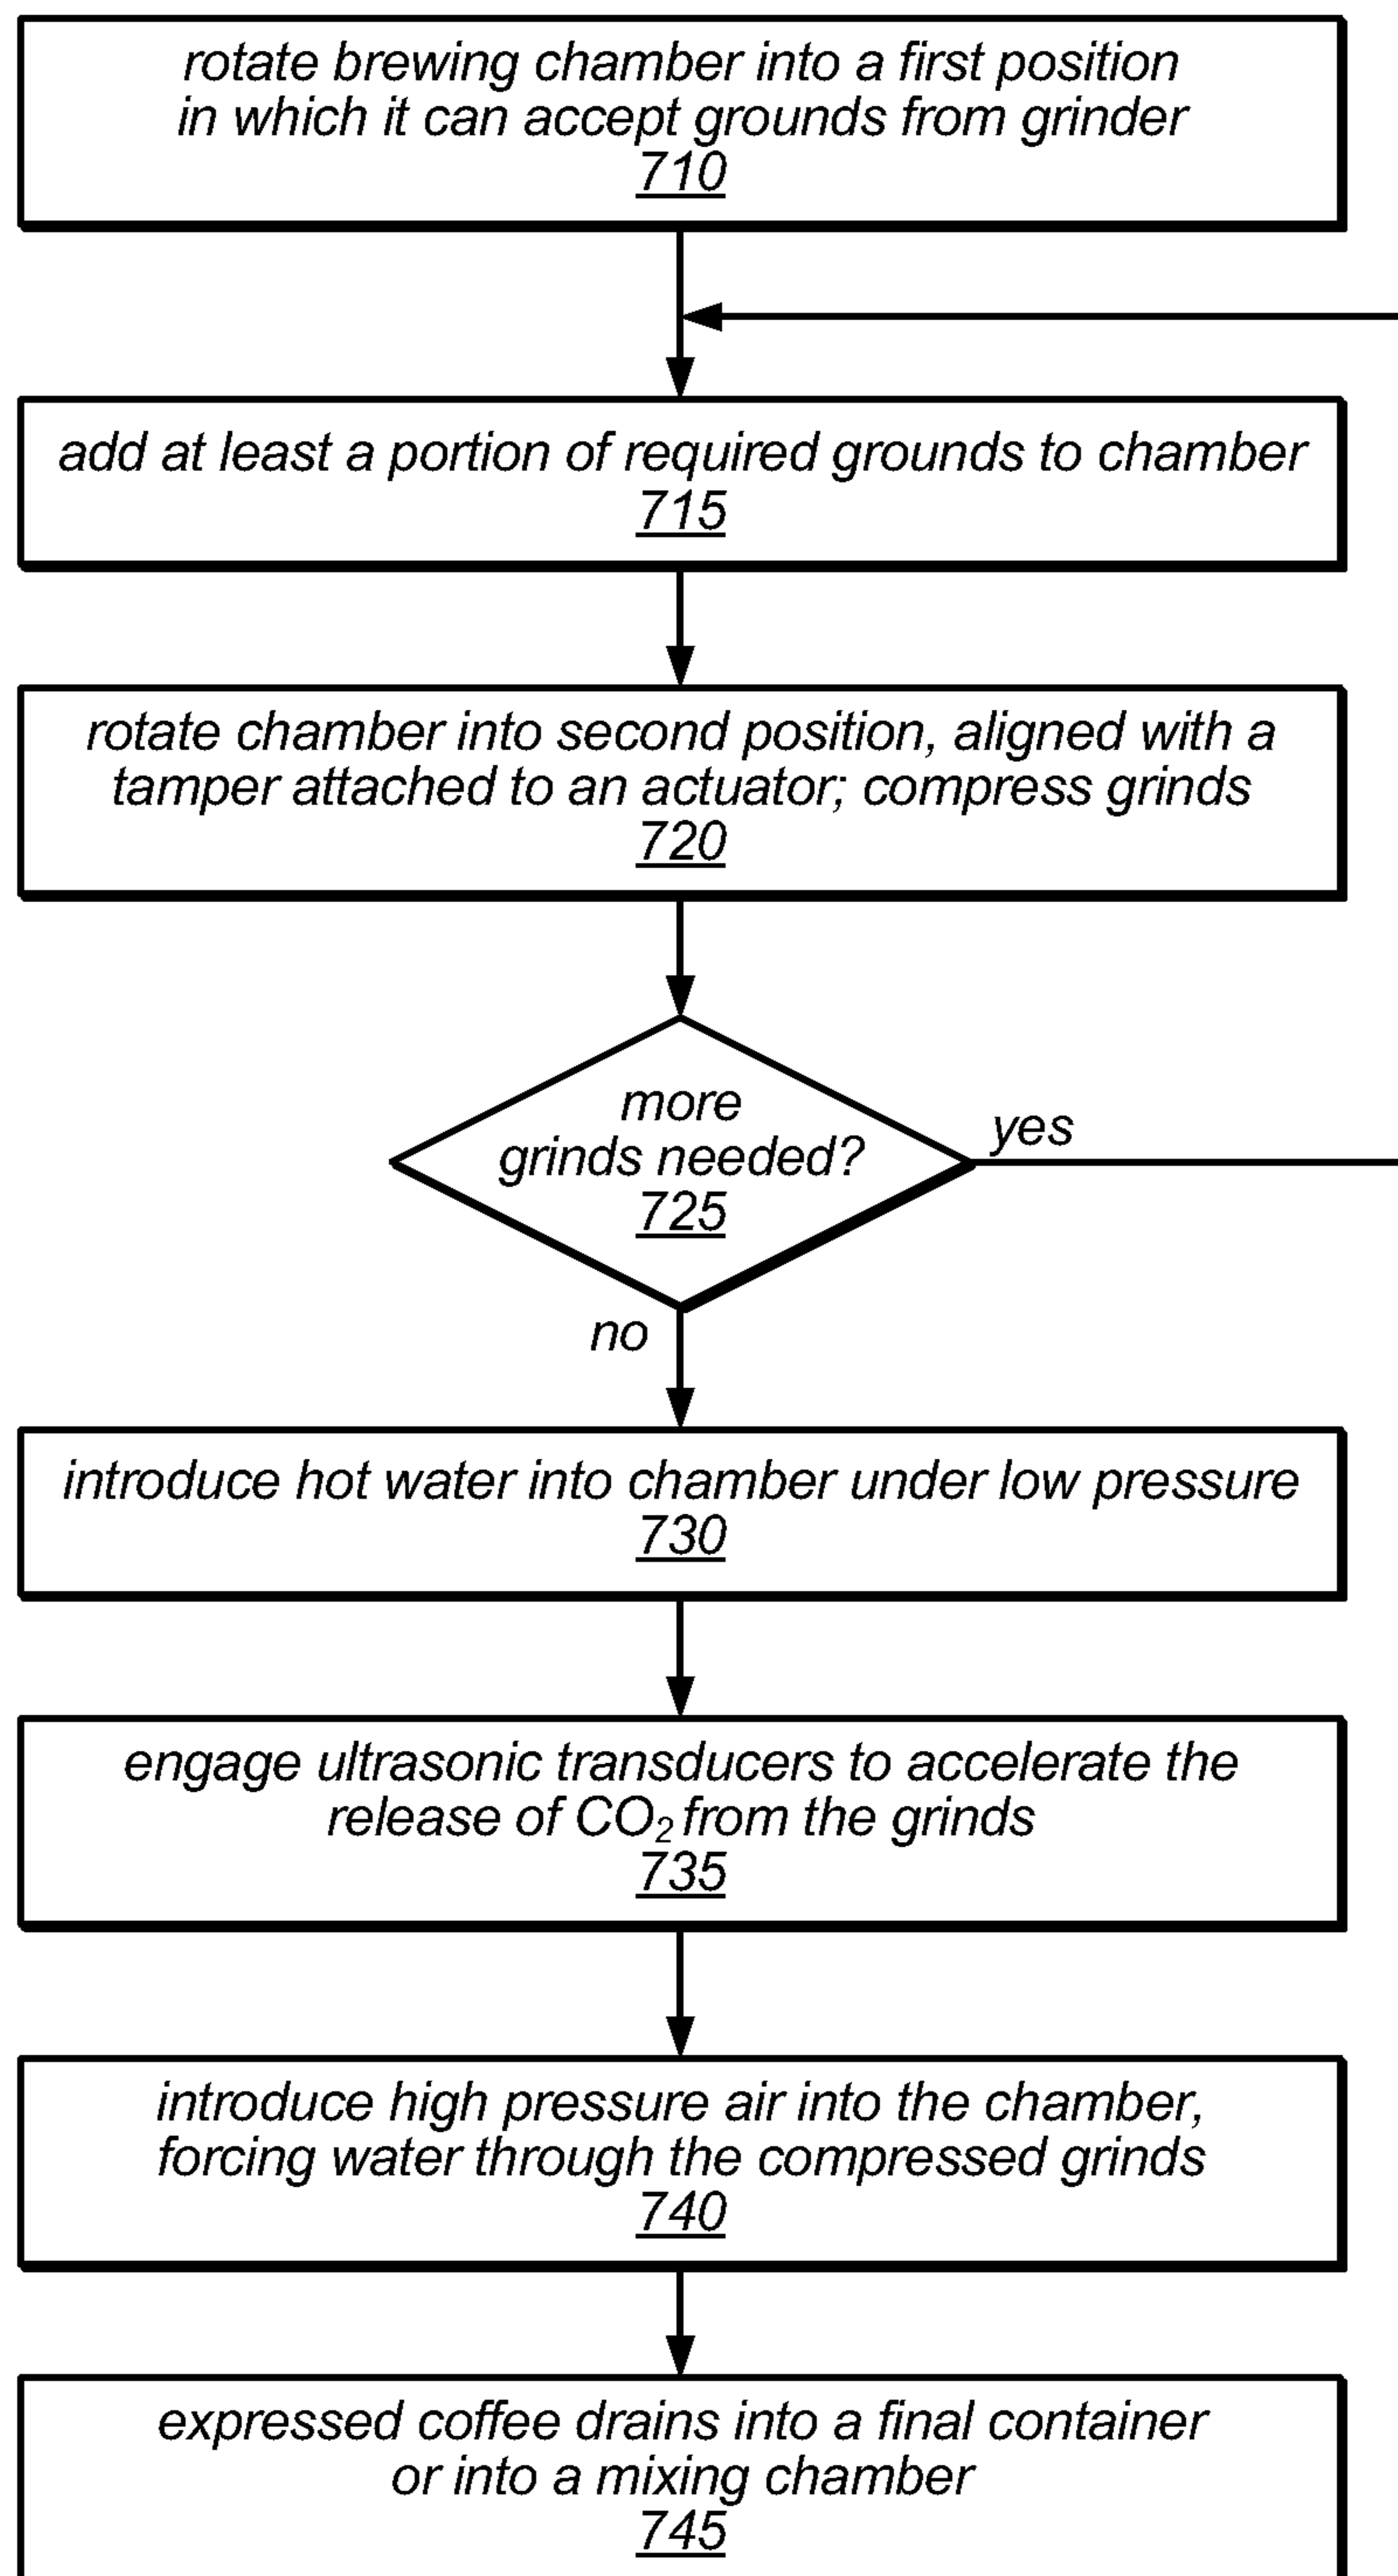 rotate brewing chamber into a first position
in which it can accept grounds from grinder
710
add at least a portion of required grounds to chamber
715
rotate chamber into second position, aligned with a
tamper attached to an actuator; compress grinds
720
more
grinds needed?
725
yes
no
introduce hot water into chamber under low pressure
730
engage ultrasonic transducers to accelerate the
release of CO₂ from the grinds
735
introduce high pressure air into the chamber,
forcing water through the compressed grinds
740
expressed coffee drains into a final container
or into a mixing chamber
745